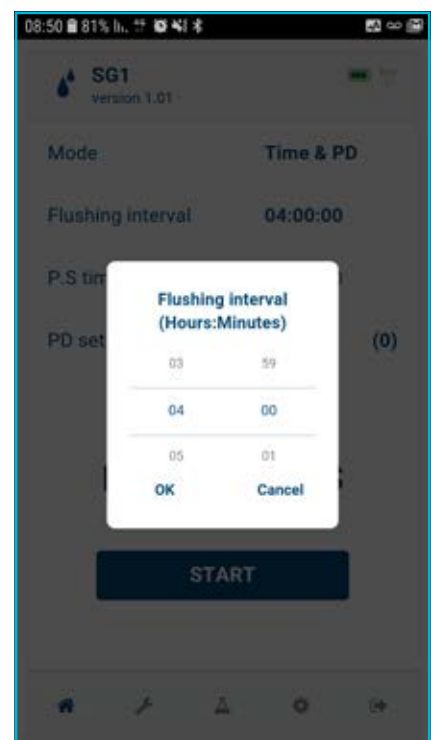 08:50 81%
SG1
version 1.01
Mode Time & PD
Flushing interval 04:00:00
P.S tim
PD set (0)
Flushing interval
(Hours:Minutes)
03 59
04 00
05 01
OK Cancel
START